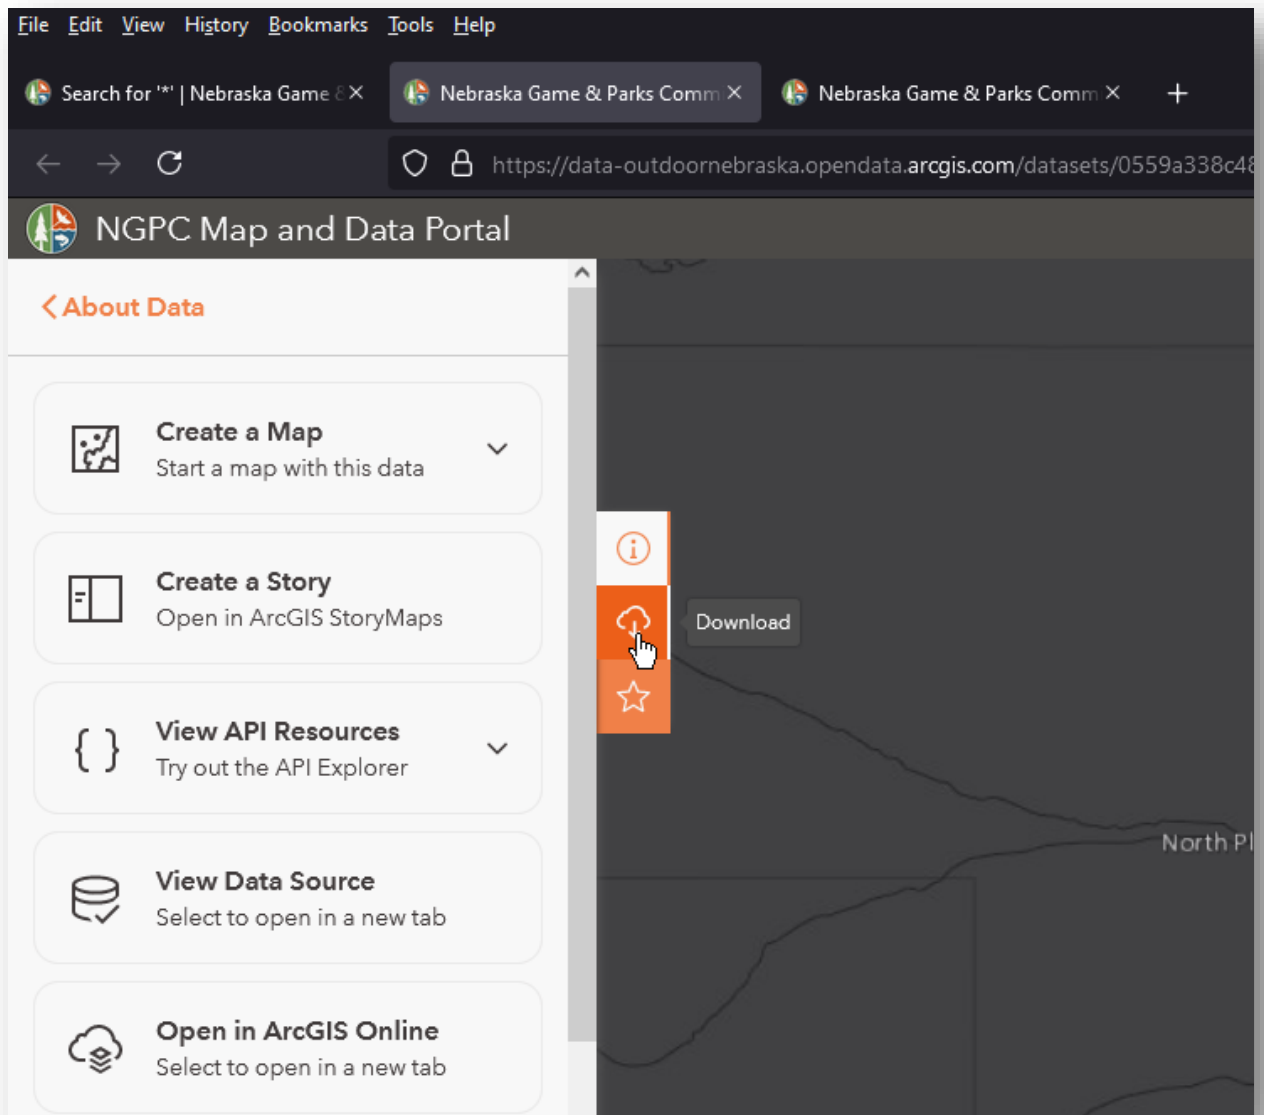 File Edit View History Bookmarks Tools Help
Search for '*' | Nebraska Game &
Nebraska Game & Parks Comm
Nebraska Game & Parks Comm
https://data-outdoornebraska.opendata.arcgis.com/datasets/0559a338c48
NGPC Map and Data Portal
About Data
Create a Map
Start a map with this data
Create a Story
Open in ArcGIS StoryMaps
Download
View API Resources
Try out the API Explorer
North Pl
View Data Source
Select to open in a new tab
Open in ArcGIS Online
Select to open in a new tab